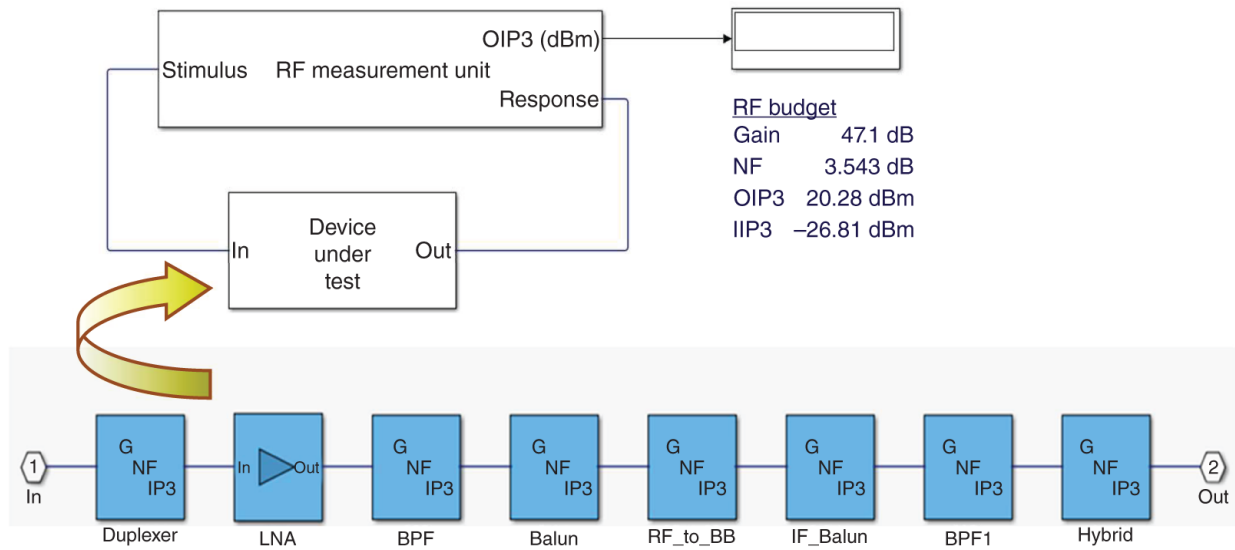 OIP3 (dBm)
Stimulus RF measurement unit
Response
RF budget
Gain 47.1 dB
NF 3.543 dB
OIP3 20.28 dBm
IIP3 –26.81 dBm
In
Device
under
test
Out
1
In
G
NF
IP3
Duplexer
In
Out
LNA
G
NF
IP3
BPF
G
NF
IP3
Balun
G
NF
IP3
RF_to_BB
G
NF
IP3
IF_Balun
G
NF
IP3
BPF1
G
NF
IP3
Hybrid
2
Out